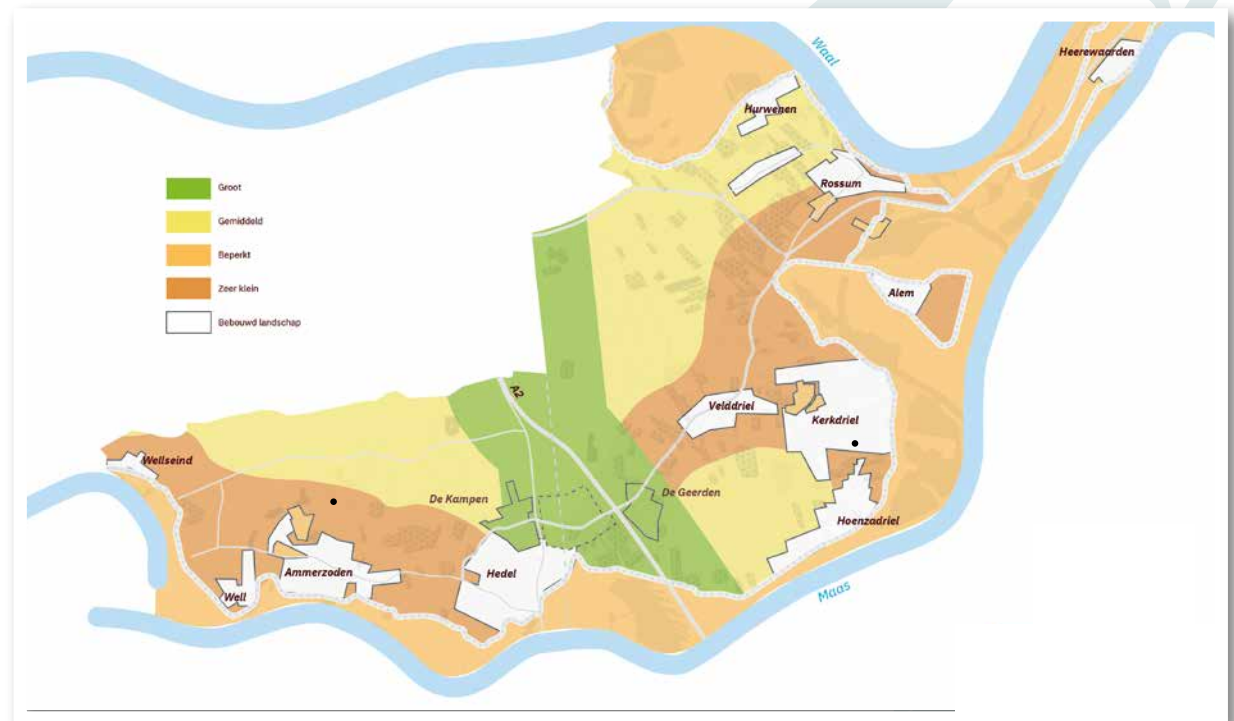 Waal
Heerewaarden
Hurwenen
Rossum
Groot
Gemiddeld
Beperkt
Zeer klein
Bebouwd landschap
Alem
A2
Velddriel
Kerkdriel
Wellseind
De Kampen
De Geerden
Hoenzadriel
Ammerzoden
Hedel
Well
Maas